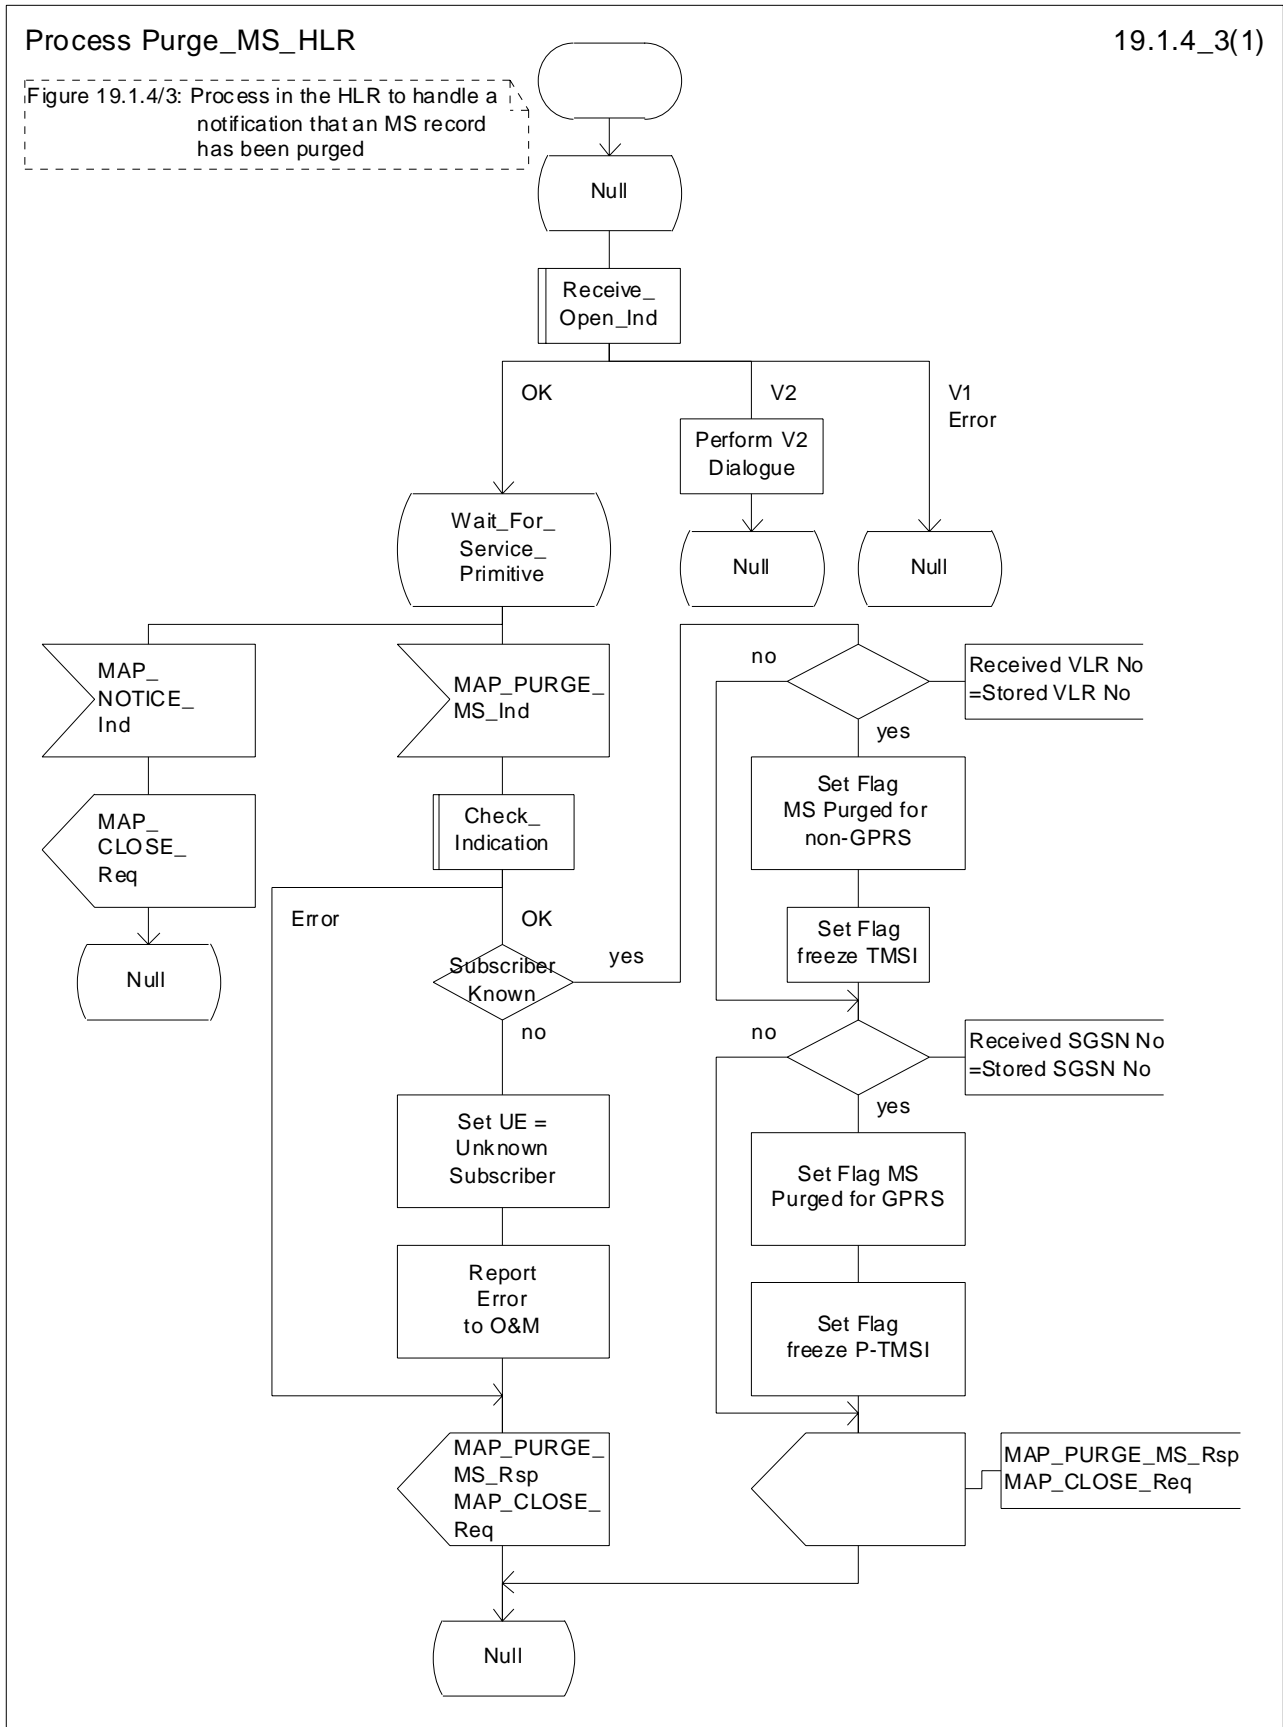 Process Purge_MS_HLR
19.1.4_3(1)
Figure 19.1.4/3: Process in the HLR to handle a
notification that an MS record
has been purged
Null
Receive_
Open_Ind
OK
V2
V1
Error
Perform V2
Dialogue
Wait_For_
Service_
Primitive
Null
Null
MAP_
NOTICE_
Ind
MAP_PURGE_
MS_Ind
no
Received VLR No
=Stored VLR No
yes
Set Flag
MS Purged for
non-GPRS
MAP_
CLOSE_
Req
Check_
Indication
Error
OK
Set Flag
freeze TMSI
Null
Subscriber
Known
yes
no
no
Received SGSN No
=Stored SGSN No
yes
Set UE =
Unknown
Subscriber
Set Flag MS
Purged for GPRS
Report
Error
to O&M
Set Flag
freeze P-TMSI
MAP_PURGE_
MS_Rsp
MAP_CLOSE_
Req
MAP_PURGE_MS_Rsp
MAP_CLOSE_Req
Null